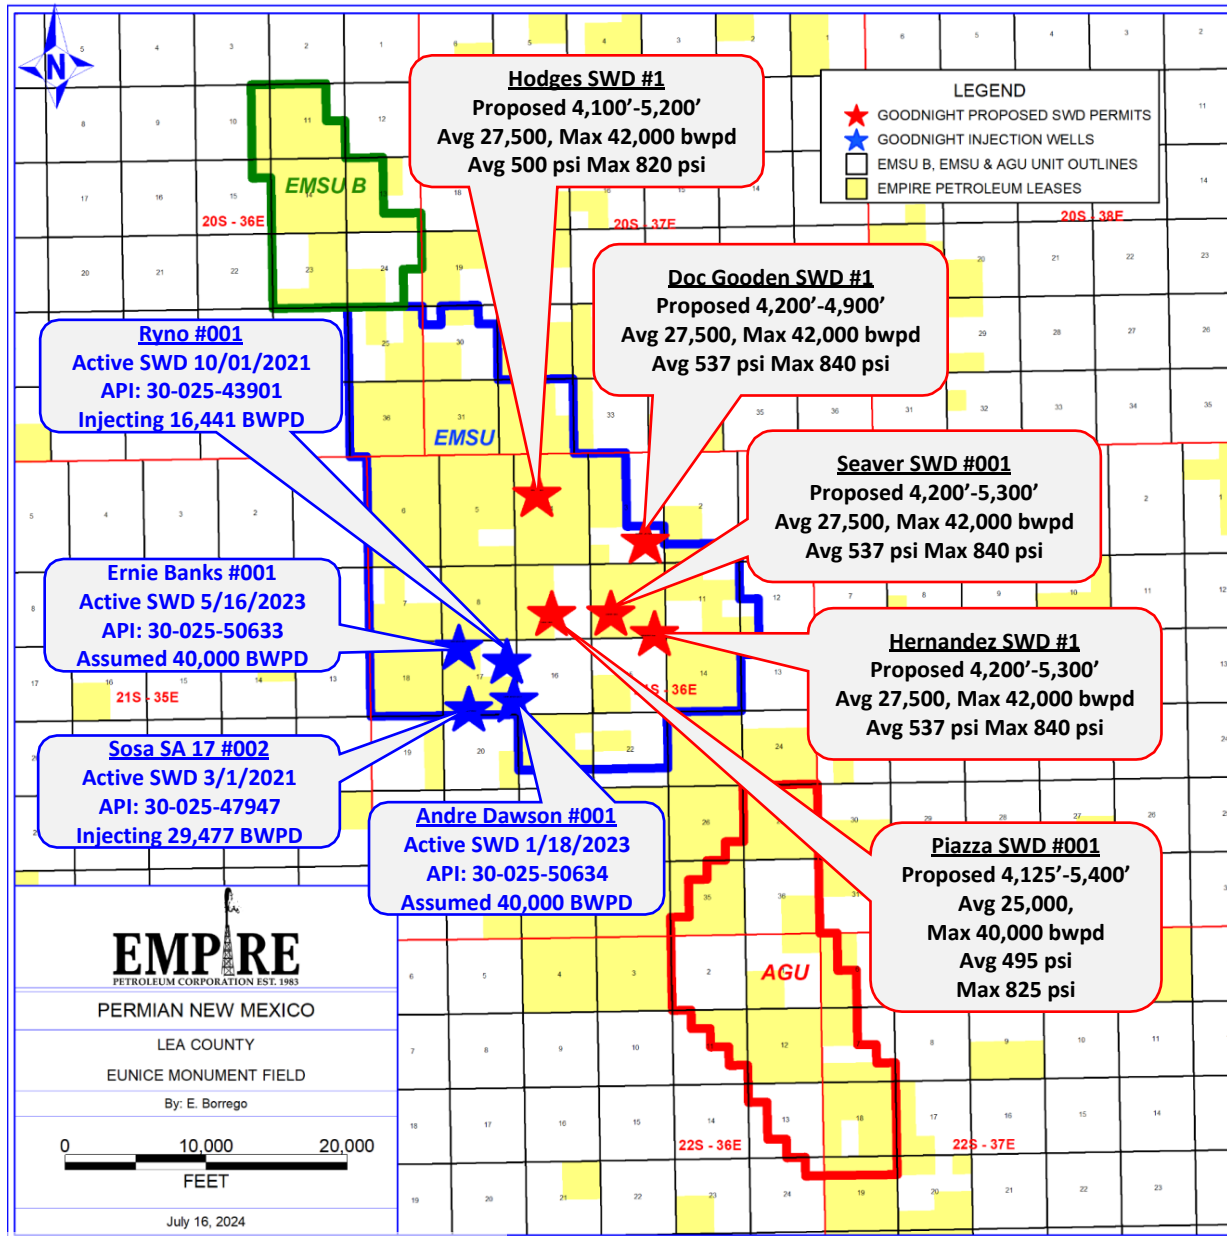 N
Hodges SWD #1
Proposed 4,100’-5,200’
Avg 27,500, Max 42,000 bwpd
Avg 500 psi Max 820 psi
LEGEND
GOODNIGHT PROPOSED SWD PERMITS
GOODNIGHT INJECTION WELLS
EMSU B, EMSU & AGU UNIT OUTLINES
EMPIRE PETROLEUM LEASES
EMSU B
20S - 36E
20S - 37E
20S - 38E
Doc Gooden SWD #1
Proposed 4,200’-4,900’
Avg 27,500, Max 42,000 bwpd
Avg 537 psi Max 840 psi
Ryno #001
Active SWD 10/01/2021
API: 30-025-43901
Injecting 16,441 BWPD
EMSU
Seaver SWD #001
Proposed 4,200’-5,300’
Avg 27,500, Max 42,000 bwpd
Avg 537 psi Max 840 psi
Ernie Banks #001
Active SWD 5/16/2023
API: 30-025-50633
Assumed 40,000 BWPD
21S - 35E
1S - 36E
Hernandez SWD #1
Proposed 4,200’-5,300’
Avg 27,500, Max 42,000 bwpd
Avg 537 psi Max 840 psi
Sosa SA 17 #002
Active SWD 3/1/2021
API: 30-025-47947
Injecting 29,477 BWPD
Andre Dawson #001
Active SWD 1/18/2023
API: 30-025-50634
Assumed 40,000 BWPD
Piazza SWD #001
Proposed 4,125’-5,400’
Avg 25,000,
Max 40,000 bwpd
Avg 495 psi
Max 825 psi
AGU
22S - 36E
22S - 37E
EMPIRE
PETROLEUM CORPORATION EST. 1983
PERMIAN NEW MEXICO
LEA COUNTY
EUNICE MONUMENT FIELD
By: E. Borrego
0 10,000 20,000
FEET
July 16, 2024